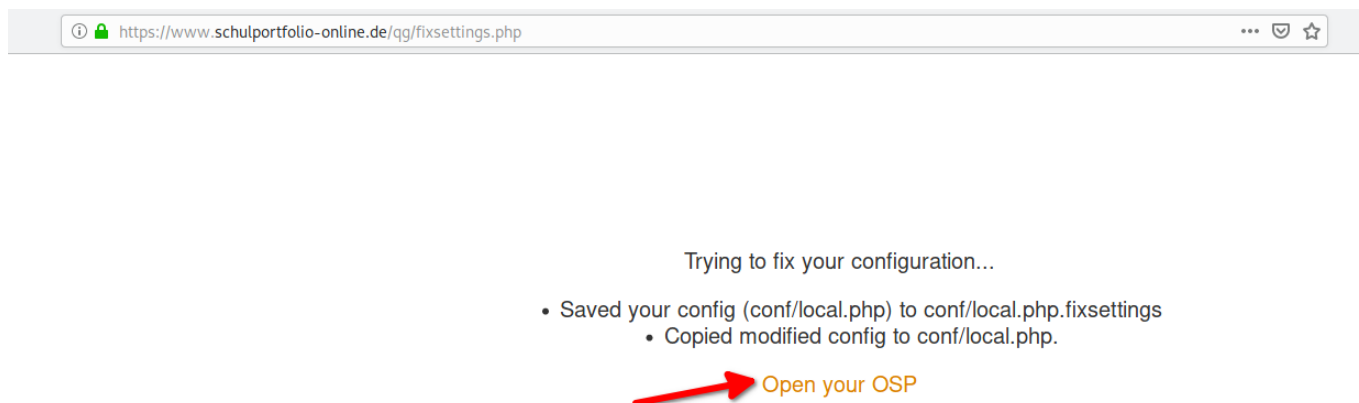 https://www.schulportfolio-online.de/qg/fixsettings.php
Trying to fix your configuration...
• Saved your config (conf/local.php) to conf/local.php.fixsettings
• Copied modified config to conf/local.php.
Open your OSP